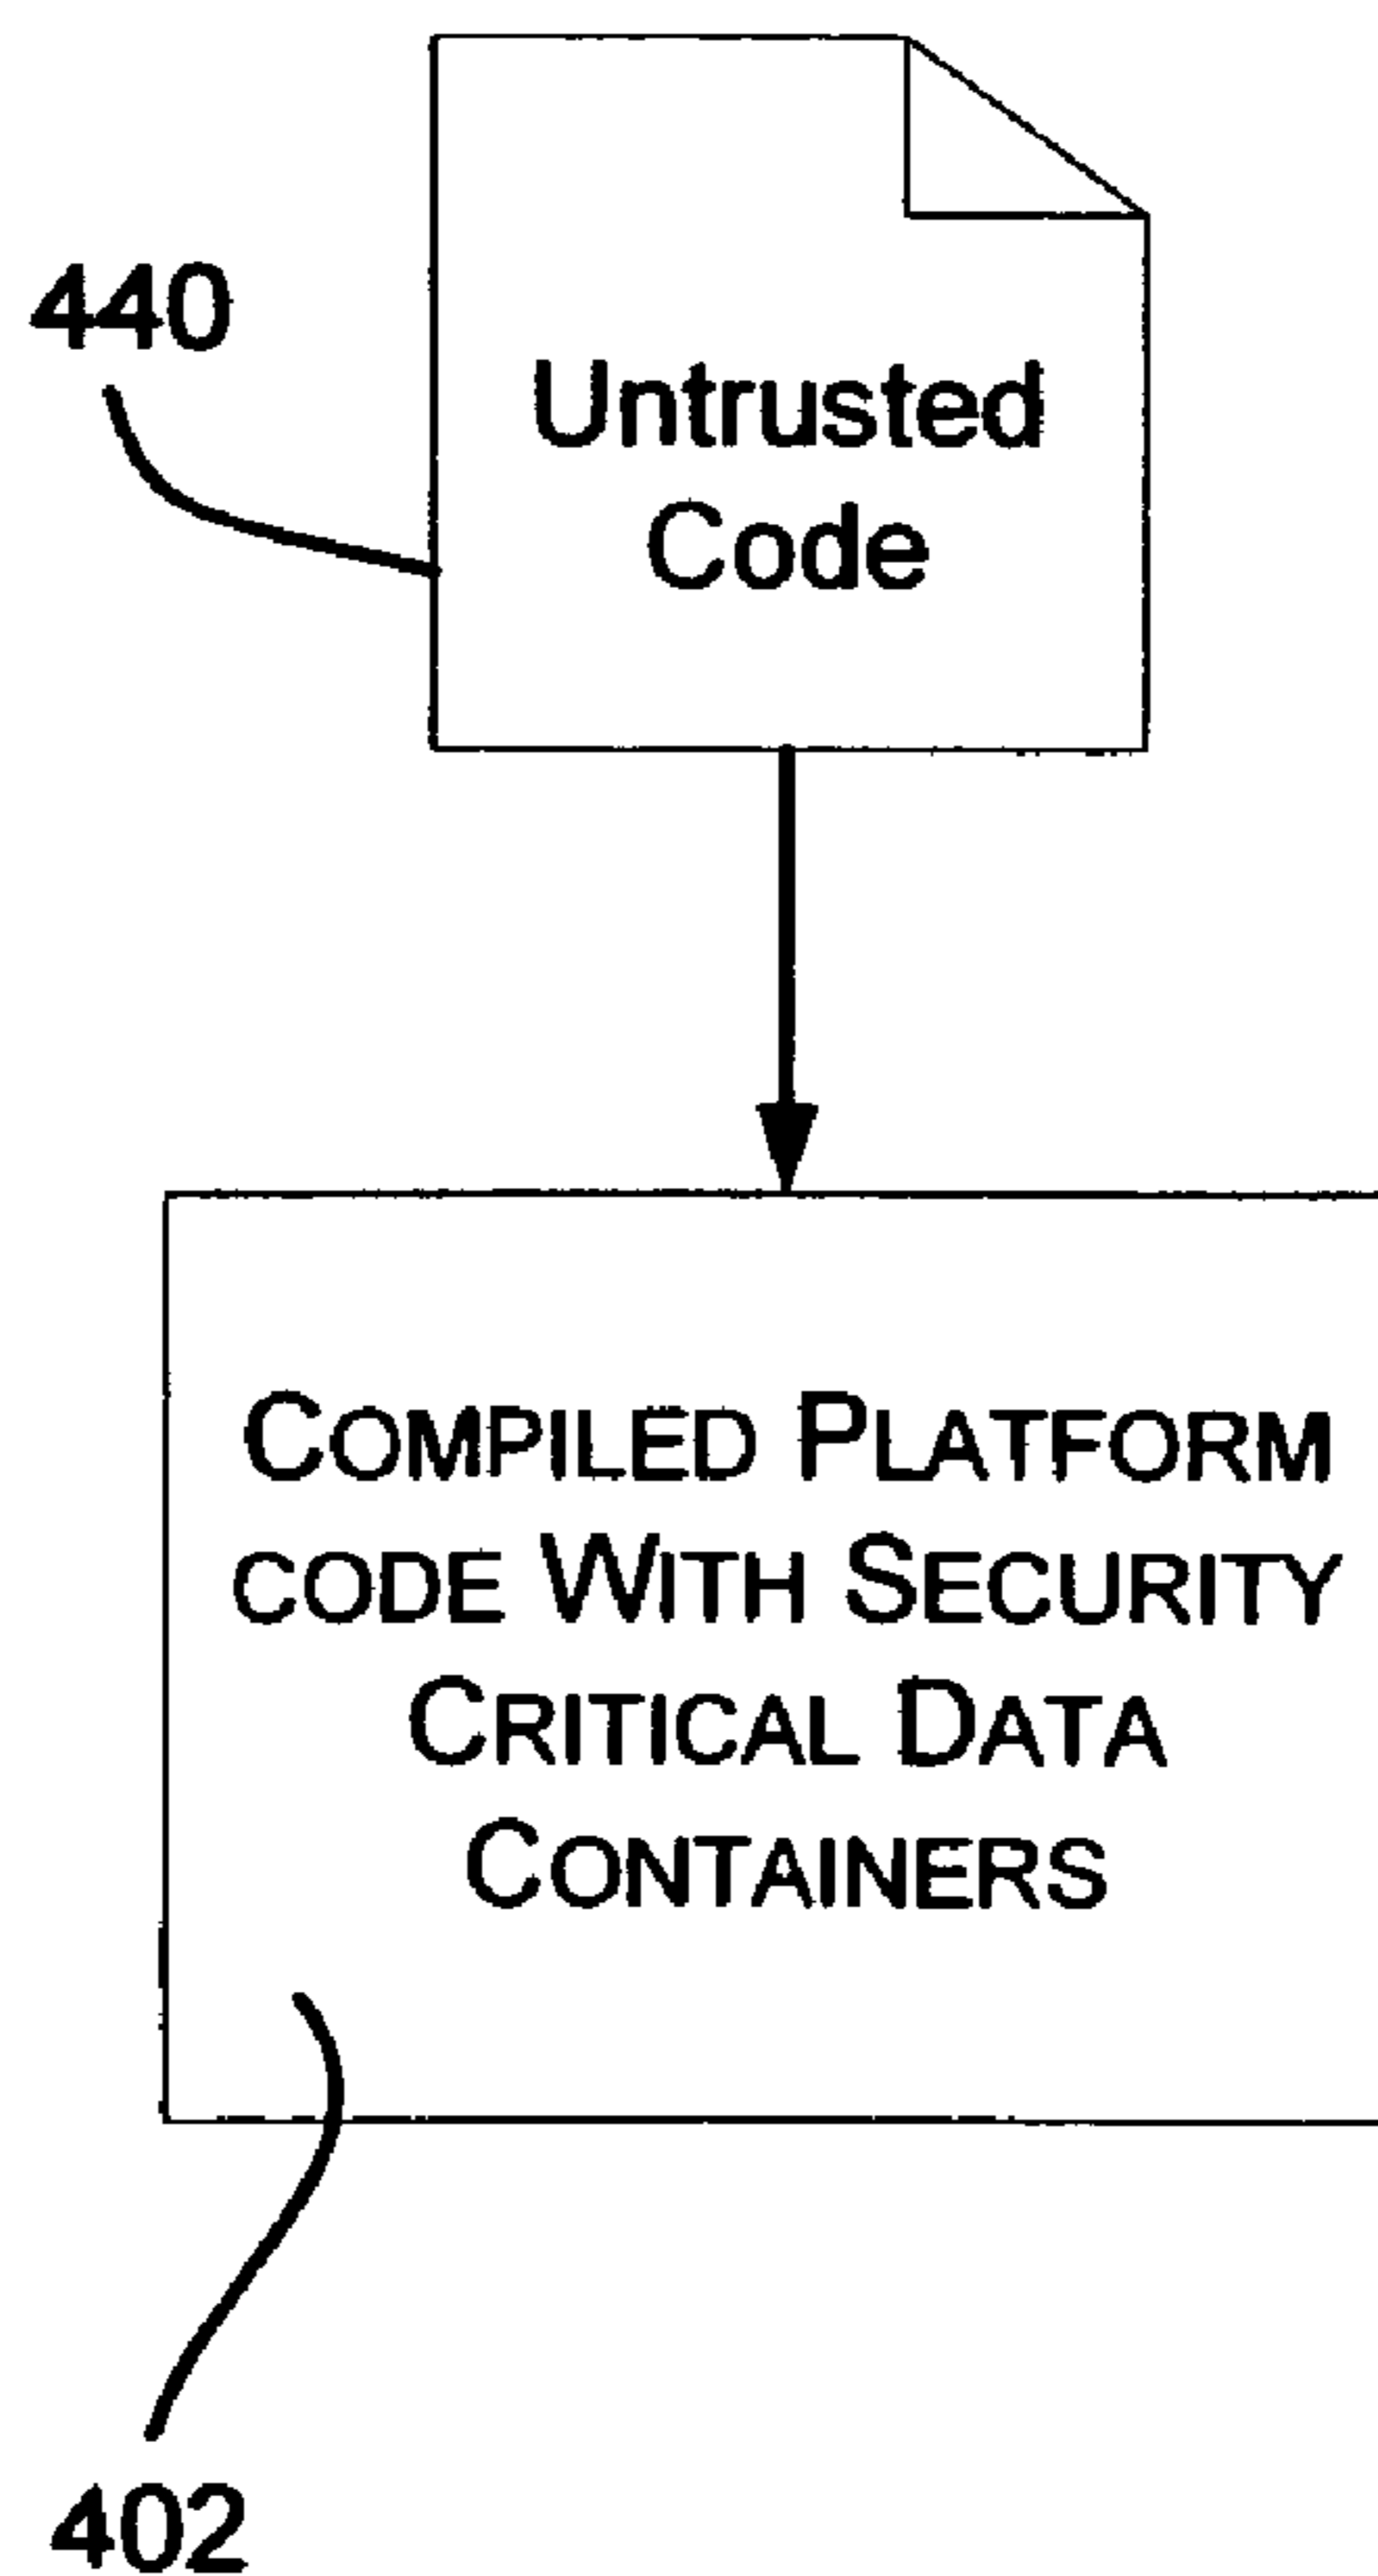 440
Untrusted
Code
COMPILED PLATFORM
CODE WITH SECURITY
CRITICAL DATA
CONTAINERS
402